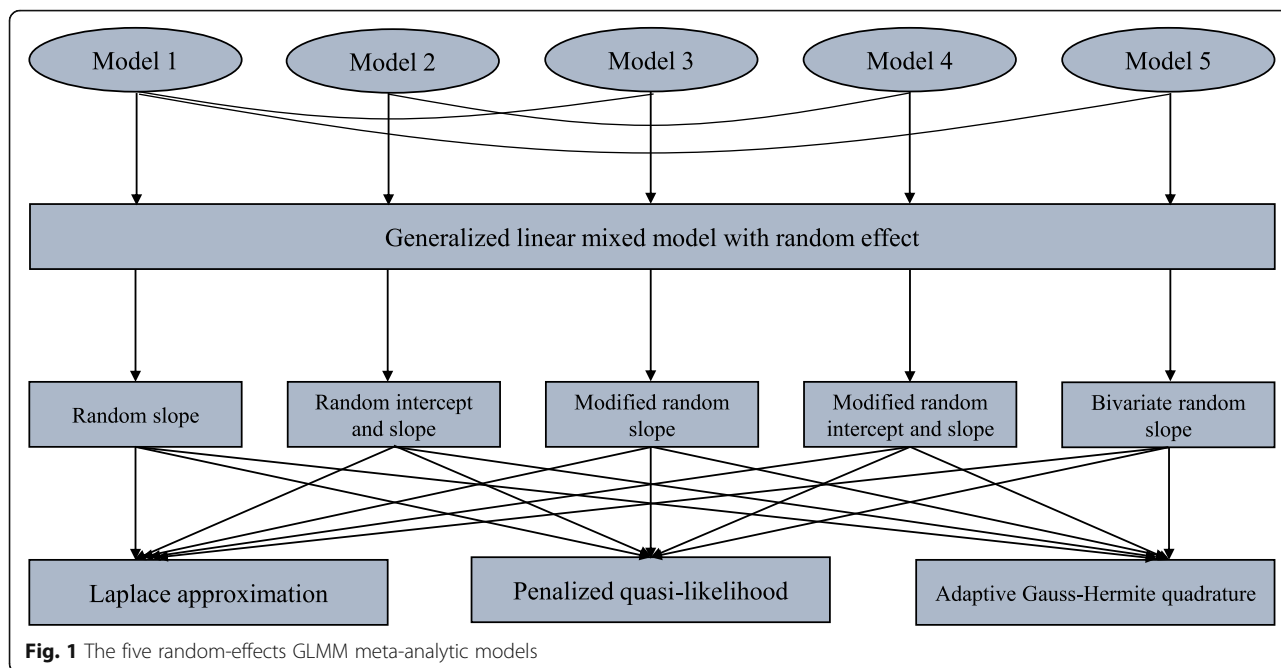 Model 1
Model 2
Model 3
Model 4
Model 5
Generalized linear mixed model with random effect
Random slope
Random intercept
and slope
Modified random
slope
Modified random
intercept and slope
Bivariate random
slope
Laplace approximation
Penalized quasi-likelihood
Adaptive Gauss-Hermite quadrature
Fig. 1 The five random-effects GLMM meta-analytic models